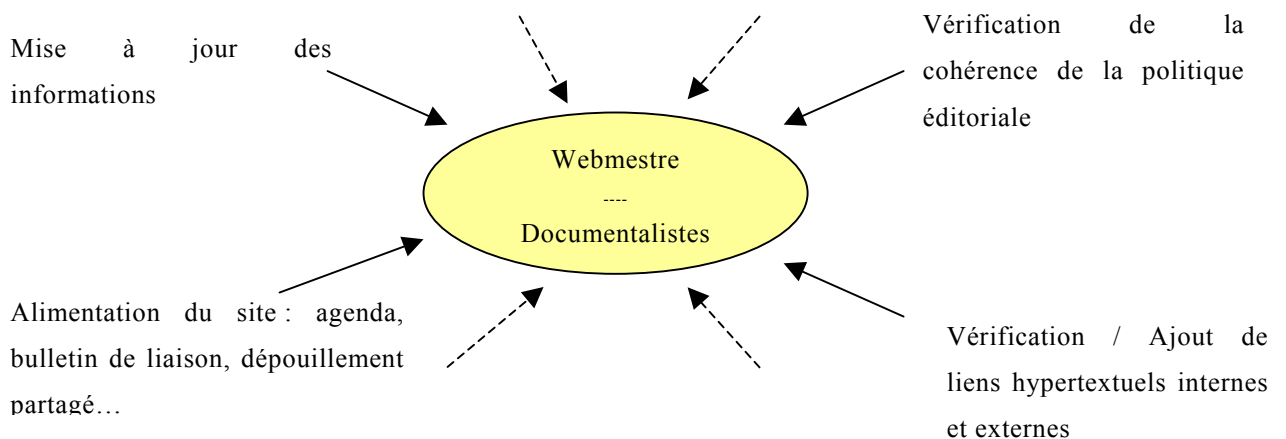 Mise à jour des
informations
Vérification de la
cohérence de la politique
éditoriale
Webmestre
----
Documentalistes
Alimentation du site : agenda,
bulletin de liaison, dépouillement
partagé…
Vérification / Ajout de
liens hypertextuels internes
et externes